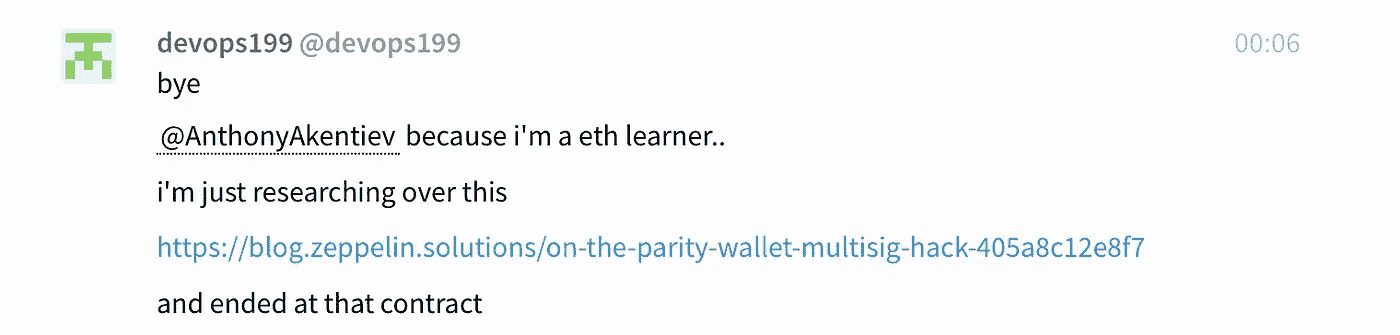 devops199 @devops199 00:06
bye
@AnthonyAkentiev because i'm a eth learner..
i'm just researching over this
https://blog.zeppelin.solutions/on-the-parity-wallet-multisig-hack-405a8c12e8f7
and ended at that contract